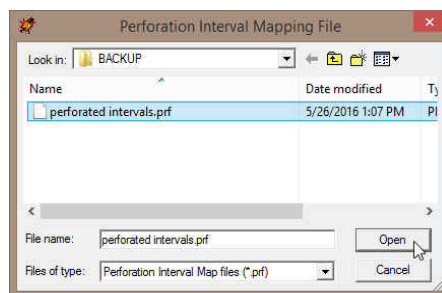 Perforation Interval Mapping File
Look in: BACKUP
Name Date modified
perforated intervals.prf 5/26/2016 1:07 PM
File name: perforated intervals.prf Open
Files of type: Perforation Interval Map files (*.prf) Cancel